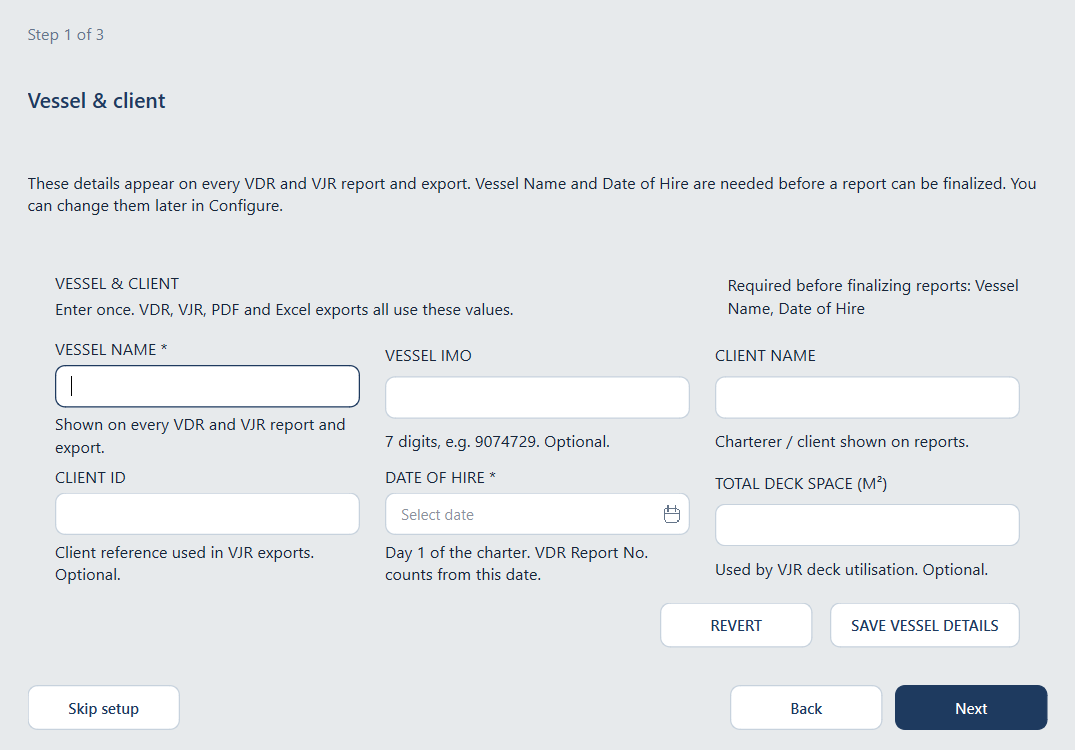 Step 1 of 3
Vessel & client
These details appear on every VDR and VJR report and export. Vessel Name and Date of Hire are needed before a report can be finalized. You
can change them later in Configure.
VESSEL & CLIENT
Enter once. VDR, VJR, PDF and Excel exports all use these values.
Required before finalizing reports: Vessel
Name, Date of Hire
VESSEL NAME *
VESSEL IMO
CLIENT NAME
Shown on every VDR and VJR report and
export.
7 digits, e.g. 9074729. Optional.
Charterer / client shown on reports.
CLIENT ID
DATE OF HIRE *
TOTAL DECK SPACE (M²)
Select date
Client reference used in VJR exports.
Optional.
Day 1 of the charter. VDR Report No.
counts from this date.
Used by VJR deck utilisation. Optional.
REVERT
SAVE VESSEL DETAILS
Skip setup
Back
Next